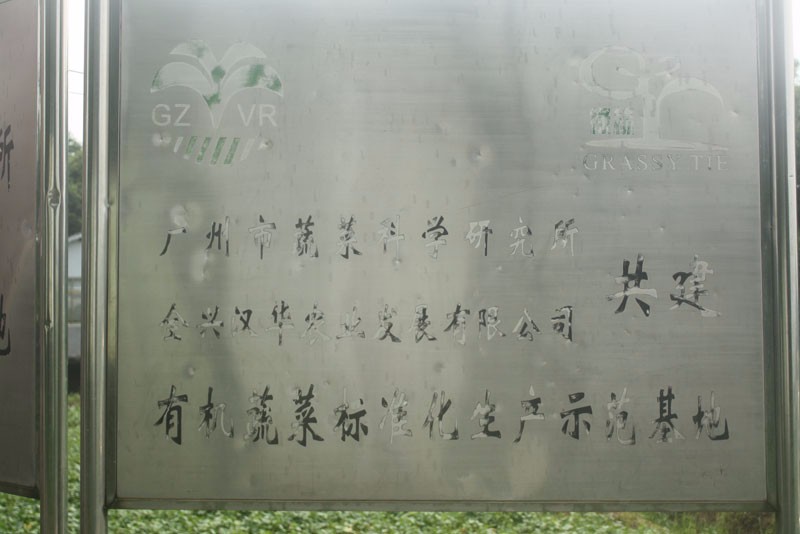 所
地
GZ VR
GRASSY TIE
广州市蔬菜科学研究所
兴汉华农业发展有限公司
共建
有机蔬菜标准化生产示范基地